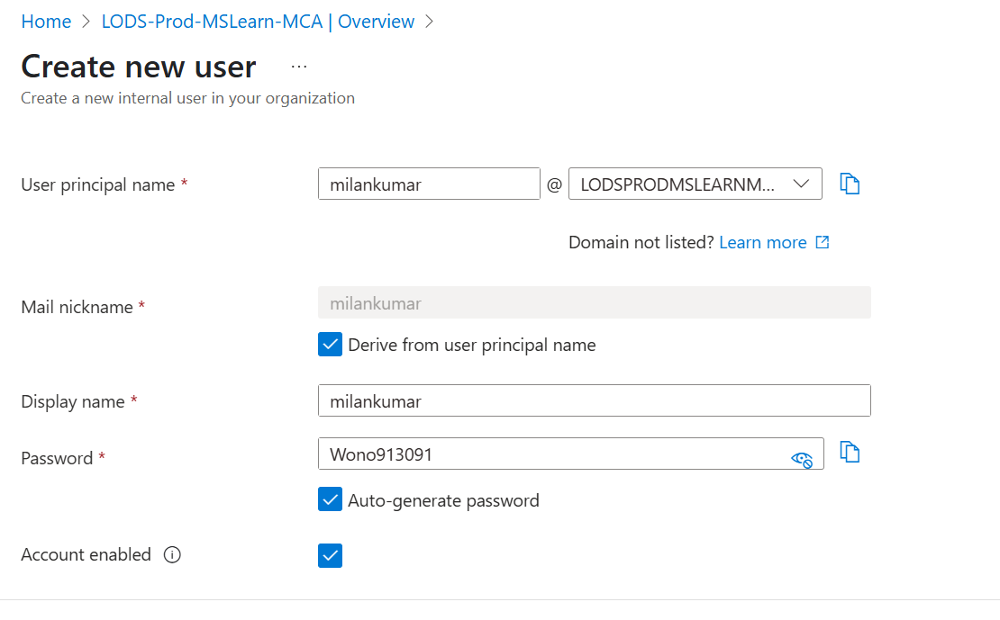 Home > LODS-Prod-MSLearn-MCA | Overview >
Create new user ...
Create a new internal user in your organization
User principal name * milankumar @ LODSPRODMSLEARNM...
Domain not listed? Learn more
Mail nickname * milankumar
Derive from user principal name
Display name * milankumar
Password * Wono913091
Auto-generate password
Account enabled